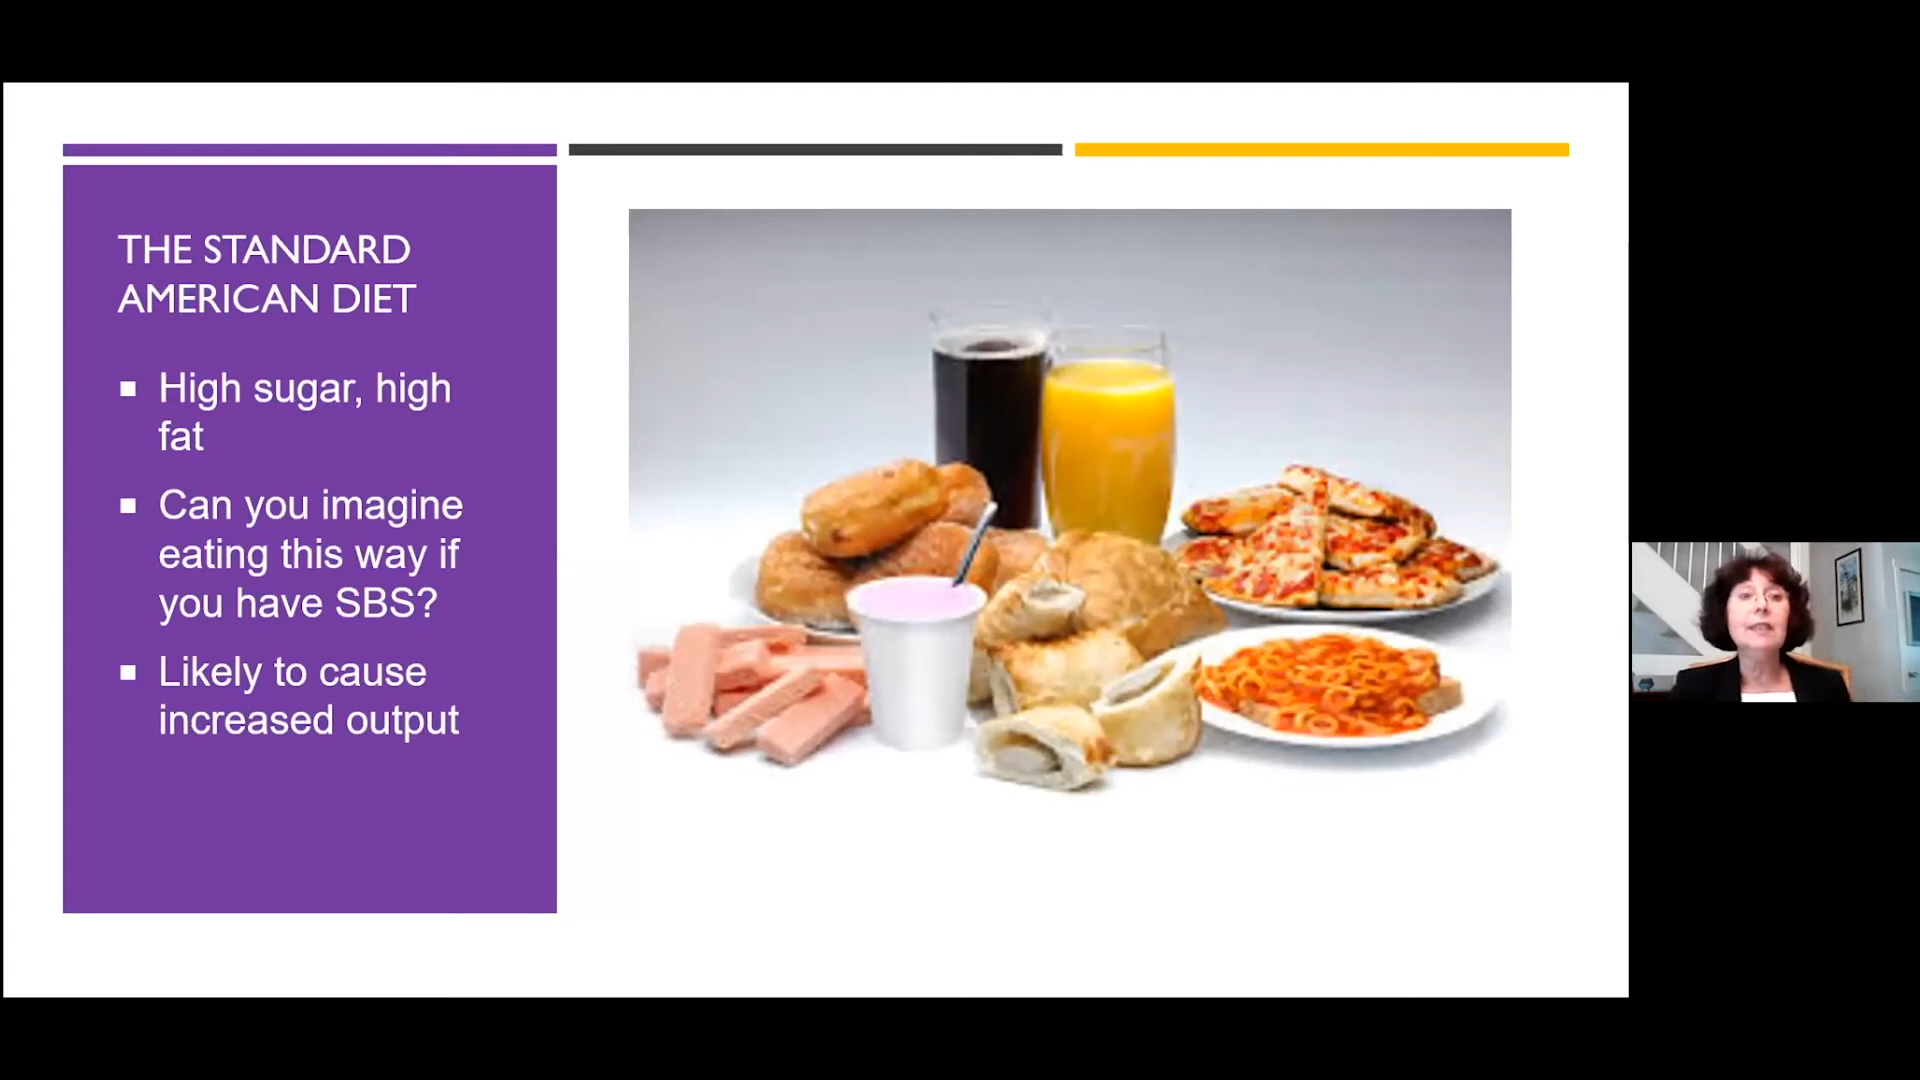 THE STANDARD
AMERICAN DIET
▪ High sugar, high
fat
▪ Can you imagine
eating this way if
you have SBS?
▪ Likely to cause
increased output